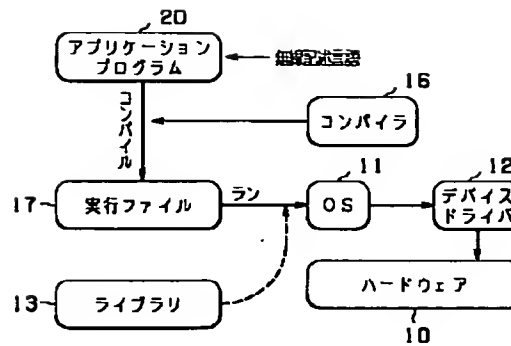 20
アプリケーション
プログラム
コンパイル
16
コンパイラ
17
実行ファイル
ラン
11
OS
12
デバイス
ドライバ
13
ライブラリ
ハードウェア
10